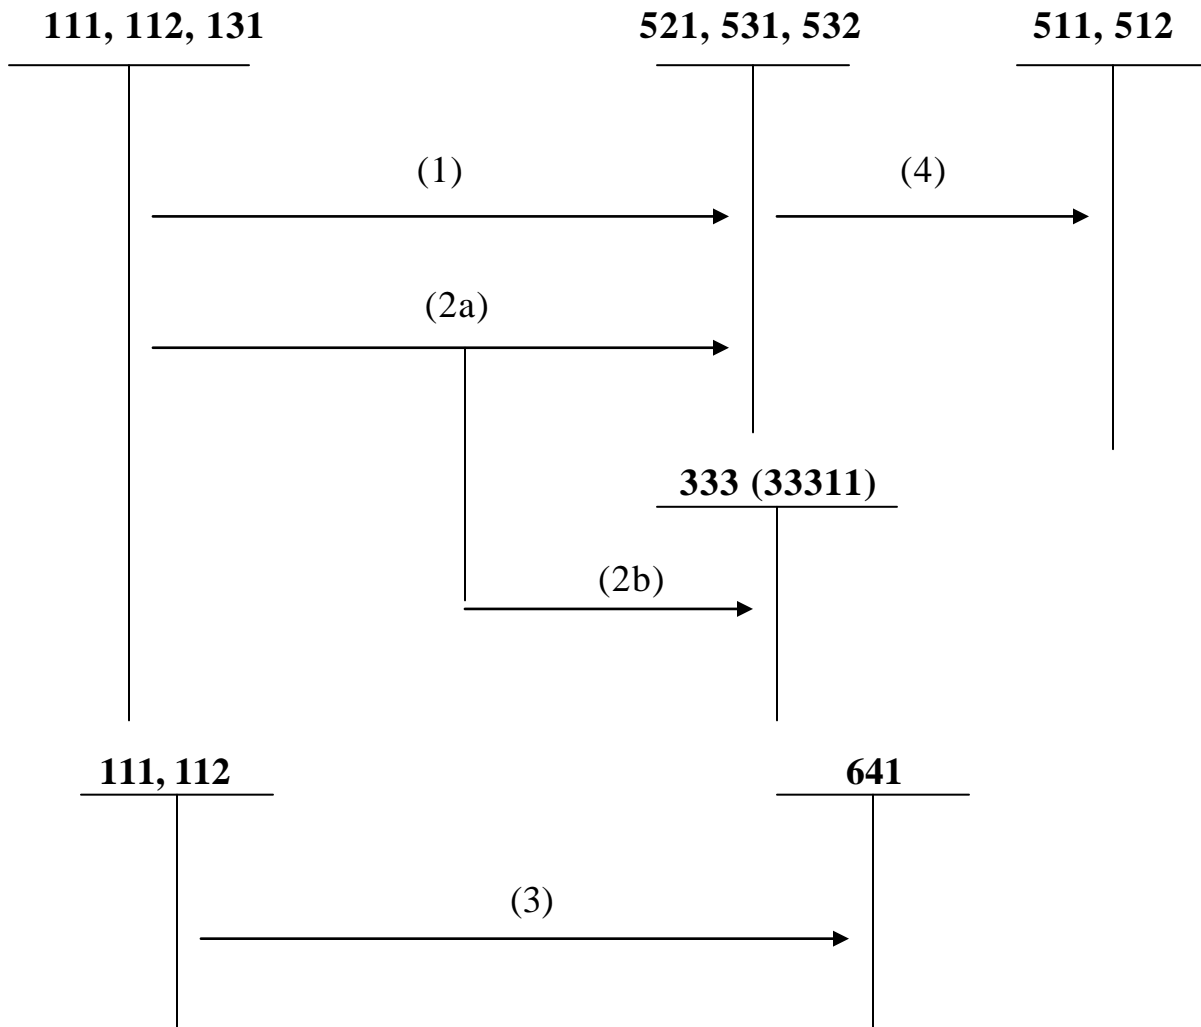 111, 112, 131
521, 531, 532
511, 512
(1)
(4)
(2a)
333 (33311)
(2b)
111, 112
641
(3)